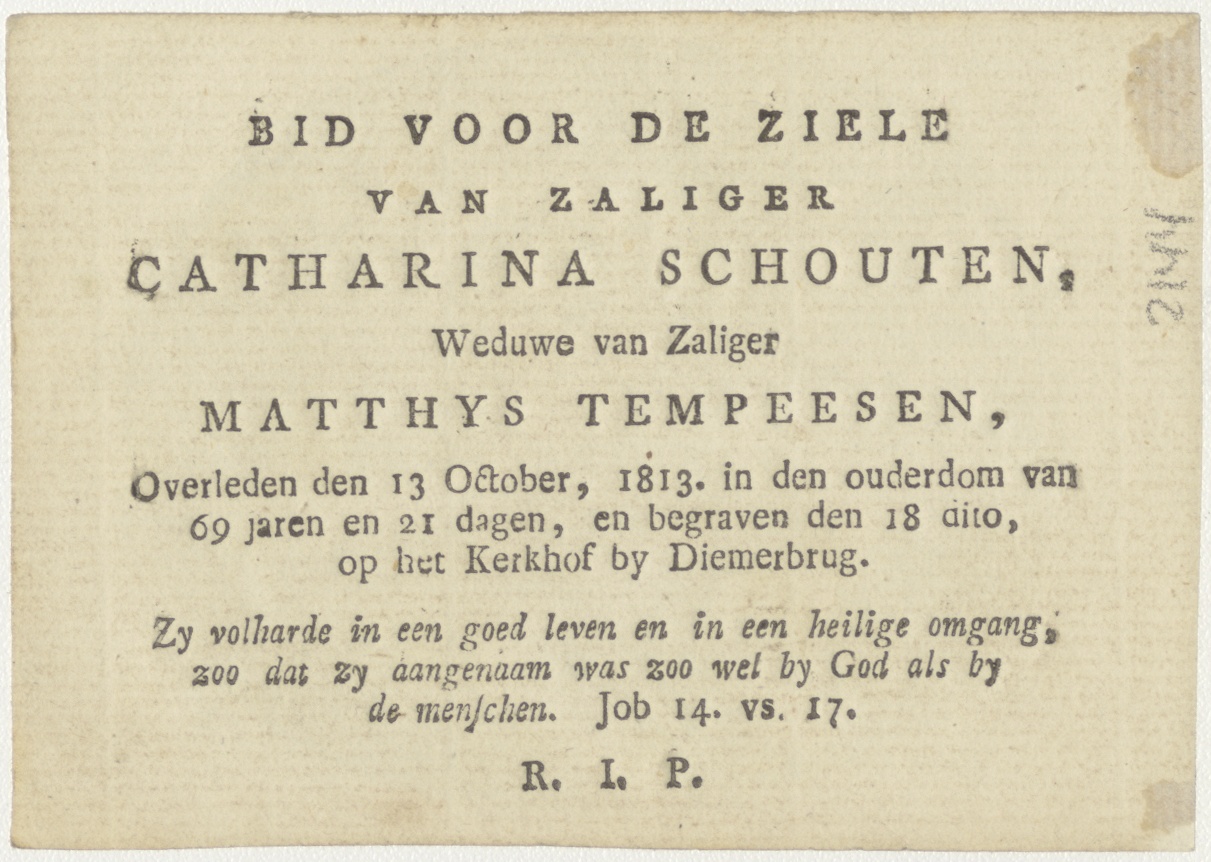 BID VOOR DE ZIELE
VAN ZALIGER
CATHARINA SCHOUTEN,
Weduwe van Zaliger
MATTHYS TEMPEESEN,
Overleden den 13 October, 1813. in den ouderdom van
69 jaren en 21 dagen, en begraven den 18 dito,
op het Kerkhof by Diemerbrug.
Zy volharde in een goed leven en in een heilige omgang,
zoo dat zy aangenaam was zoo wel by God als by
de menſchen. Job 14. vs. 17.
R. I. P.
2144